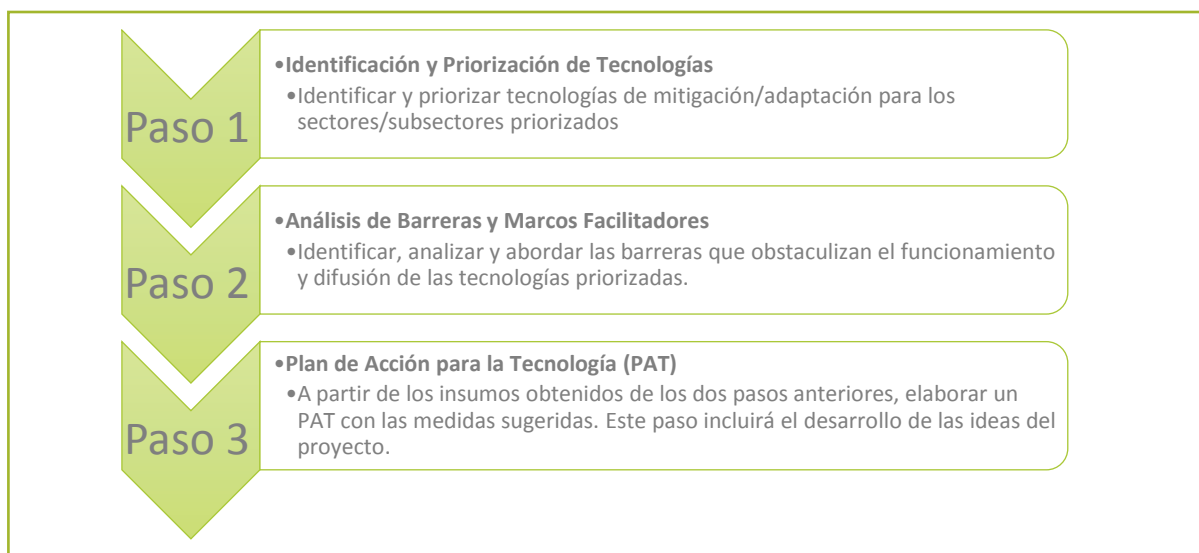 Paso 1
•Identificación y Priorización de Tecnologías
•Identificar y priorizar tecnologías de mitigación/adaptación para los
sectores/subsectores priorizados
Paso 2
•Análisis de Barreras y Marcos Facilitadores
•Identificar, analizar y abordar las barreras que obstaculizan el funcionamiento
y difusión de las tecnologías priorizadas.
Paso 3
•Plan de Acción para la Tecnología (PAT)
•A partir de los insumos obtenidos de los dos pasos anteriores, elaborar un
PAT con las medidas sugeridas. Este paso incluirá el desarrollo de las ideas del
proyecto.